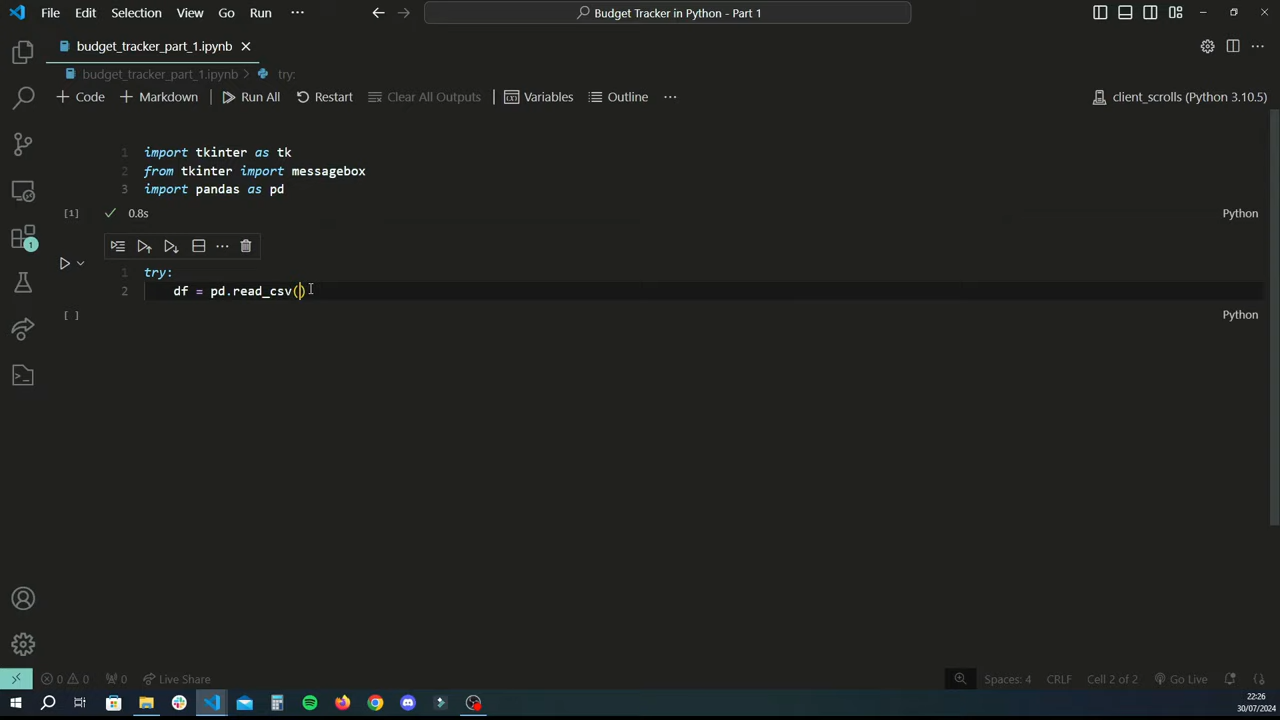 File Edit Selection View Go Run ··· Budget Tracker in Python - Part 1
budget_tracker_part_1.ipynb
budget_tracker_part_1.ipynb > try:
+ Code + Markdown Run All Restart Clear All Outputs Variables Outline ··· client_scrolls (Python 3.10.5)
1 import tkinter as tk
2 from tkinter import messagebox
3 import pandas as pd
[1] ✓ 0.8s Python
1 try:
2 df = pd.read_csv()
[ ] Python
1
0 0 0 Live Share Spaces: 4 CRLF Cell 2 of 2 Go Live
22:26
30/07/2024